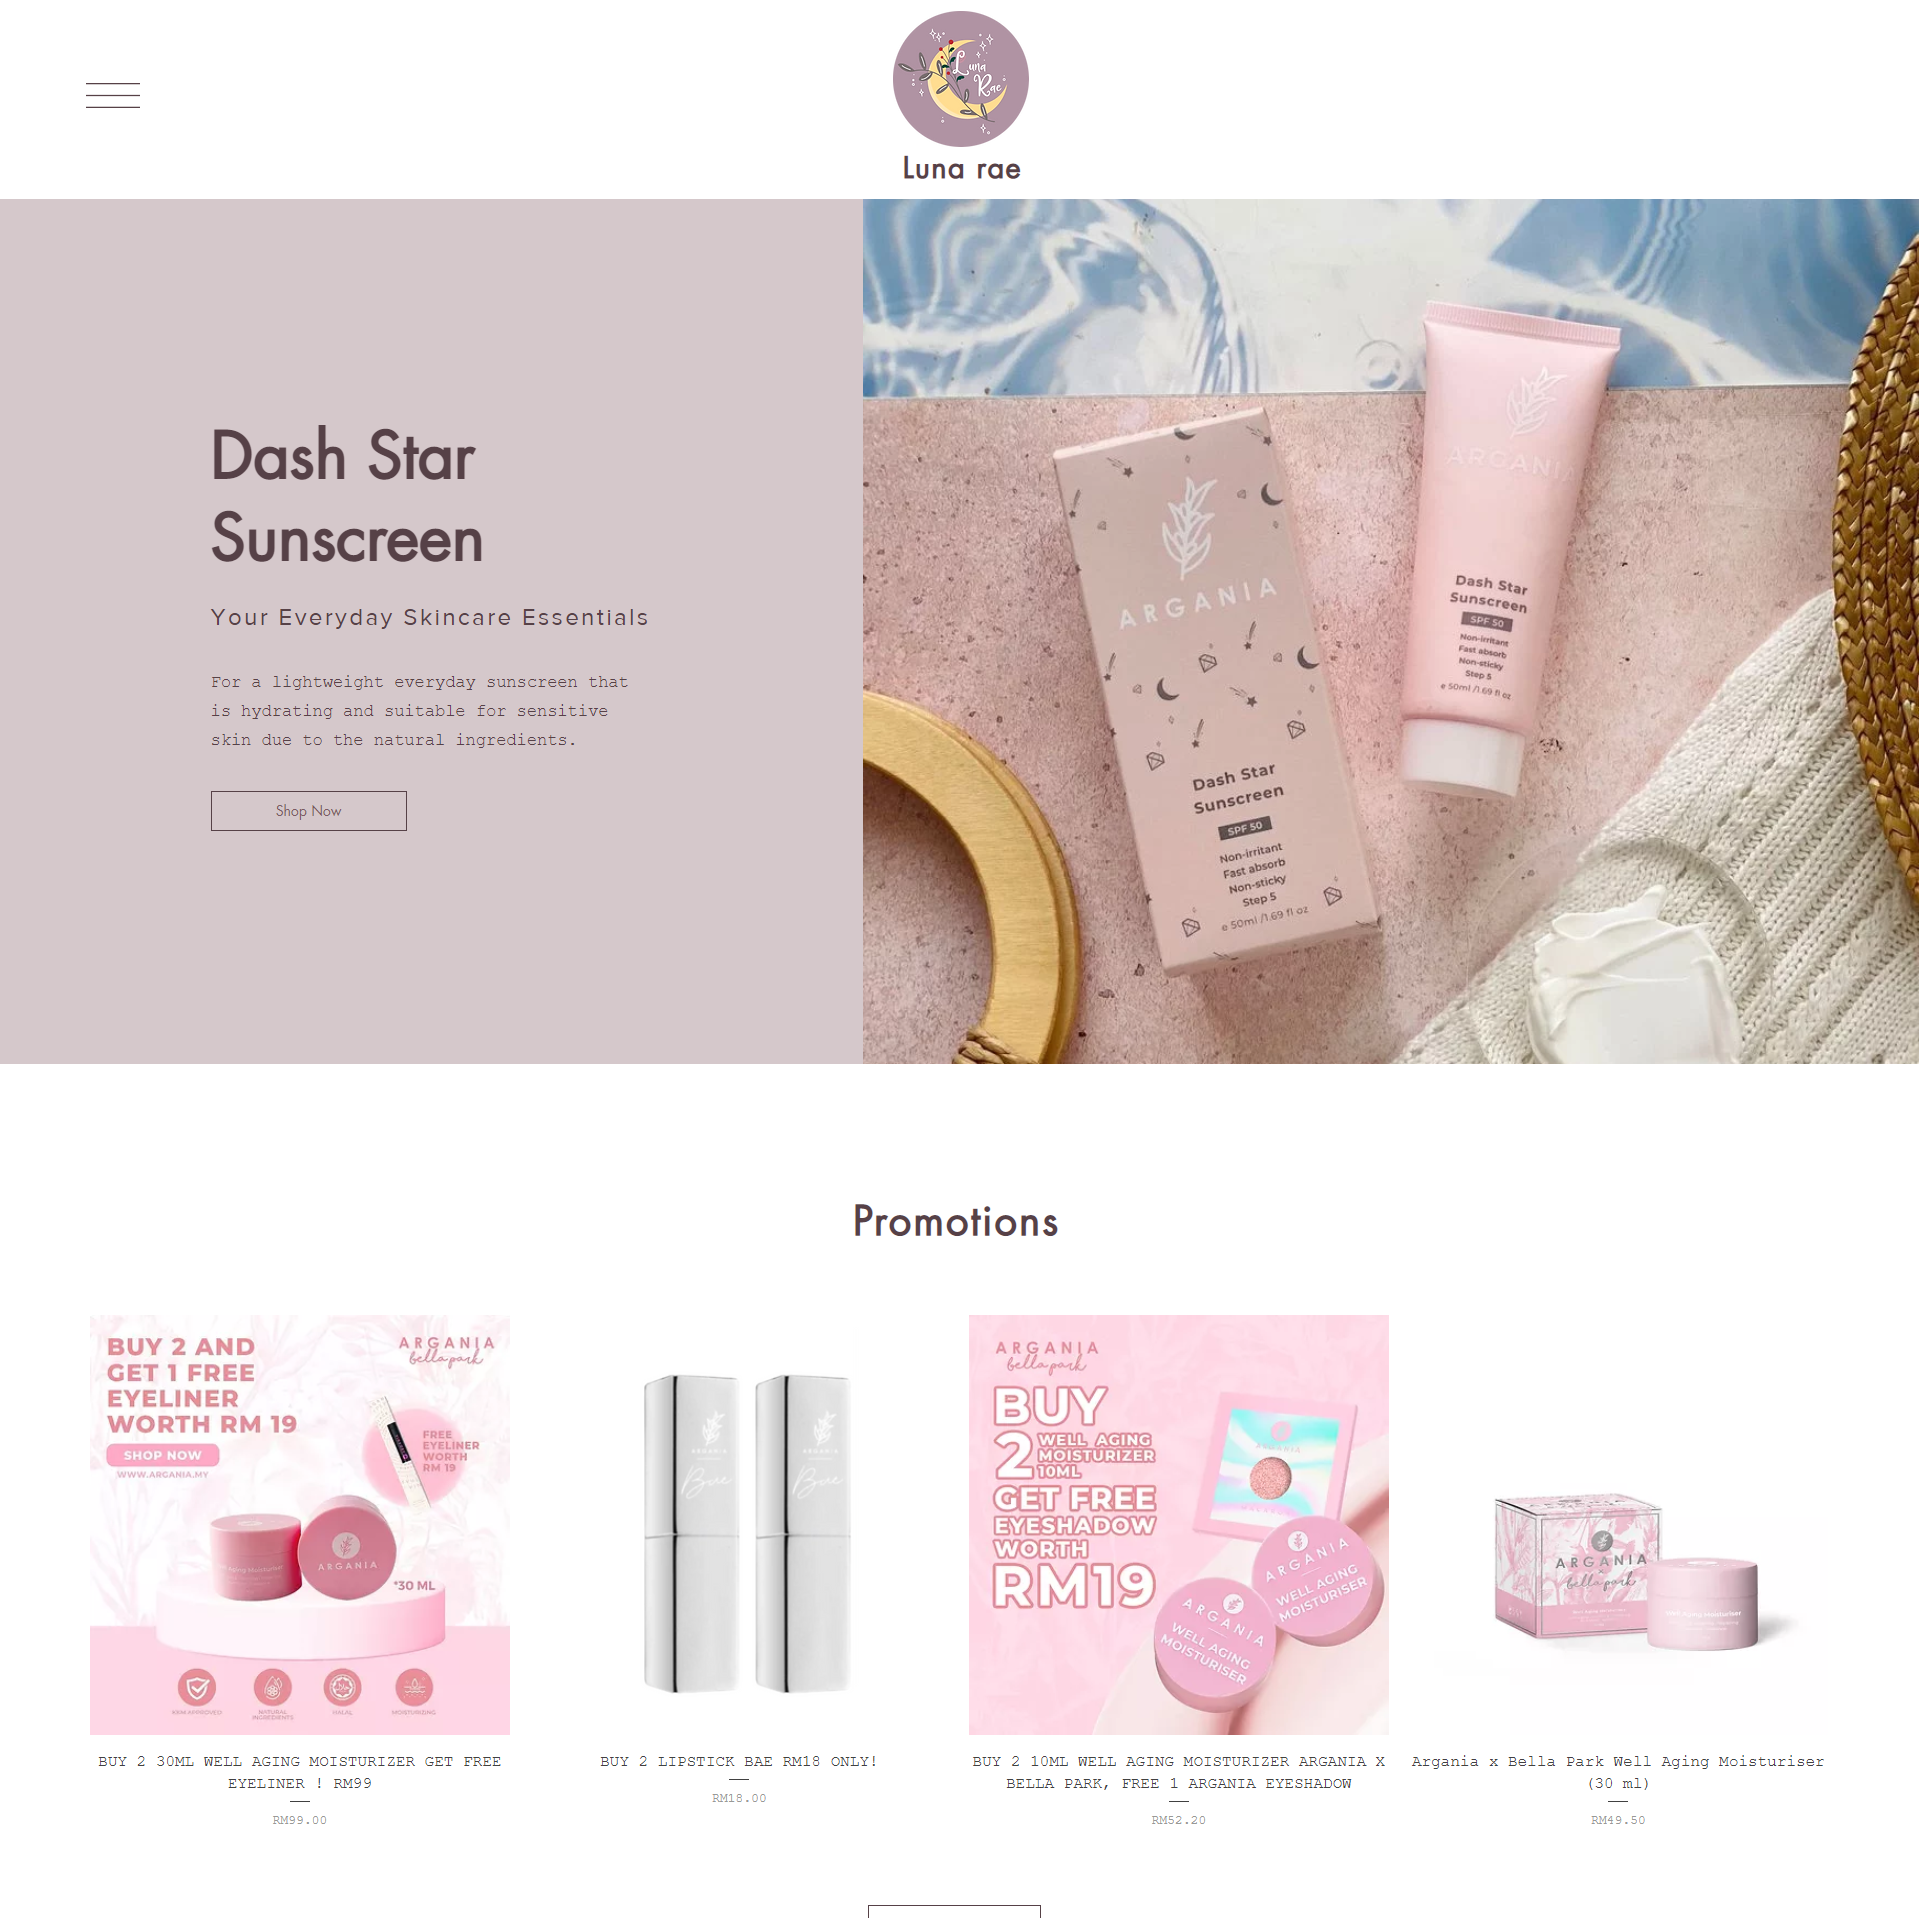 Luna
Rae
Luna rae
Dash Star
Sunscreen
Your Everyday Skincare Essentials
For a lightweight everyday sunscreen that
is hydrating and suitable for sensitive
skin due to the natural ingredients.
Shop Now
ARGANIA
Dash Star
Sunscreen
SPF 50
Non-irritant
Fast absorb
Non-sticky
Step 5
e 50ml /1.69 fl oz
ARGANIA
Dash Star
Sunscreen
SPF 50
Non-irritant
Fast absorb
Non-sticky
Step 5
e 50ml /1.69 fl oz
Promotions
BUY 2 AND
GET 1 FREE
EYELINER
WORTH RM 19
SHOP NOW
WWW.ARGANIA.MY
ARGANIA
bella park
FREE
EYELINER
WORTH
RM 19
Well Aging Moisturiser
ARGANIA
*30 ML
KKM APPROVED
NATURAL
INGREDIENTS
HALAL
MOISTURIZING
ARGANIA
Bae
ARGANIA
Bae
ARGANIA
bella park
BUY
2 WELL AGING
MOISTURIZER
10ML
GET FREE
EYESHADOW
WORTH
RM19
ARGANIA
ARGANIA
WELL AGING
MOISTURISER
ARGANIA
WELL AGING
MOISTURISER
ARGANIA
x
bella park
Well Aging Moisturiser
BUY 2 30ML WELL AGING MOISTURIZER GET FREE
EYELINER ! RM99
RM99.00
BUY 2 LIPSTICK BAE RM18 ONLY!
RM18.00
BUY 2 10ML WELL AGING MOISTURIZER ARGANIA X
BELLA PARK, FREE 1 ARGANIA EYESHADOW
RM52.20
Argania x Bella Park Well Aging Moisturiser
(30 ml)
RM49.50